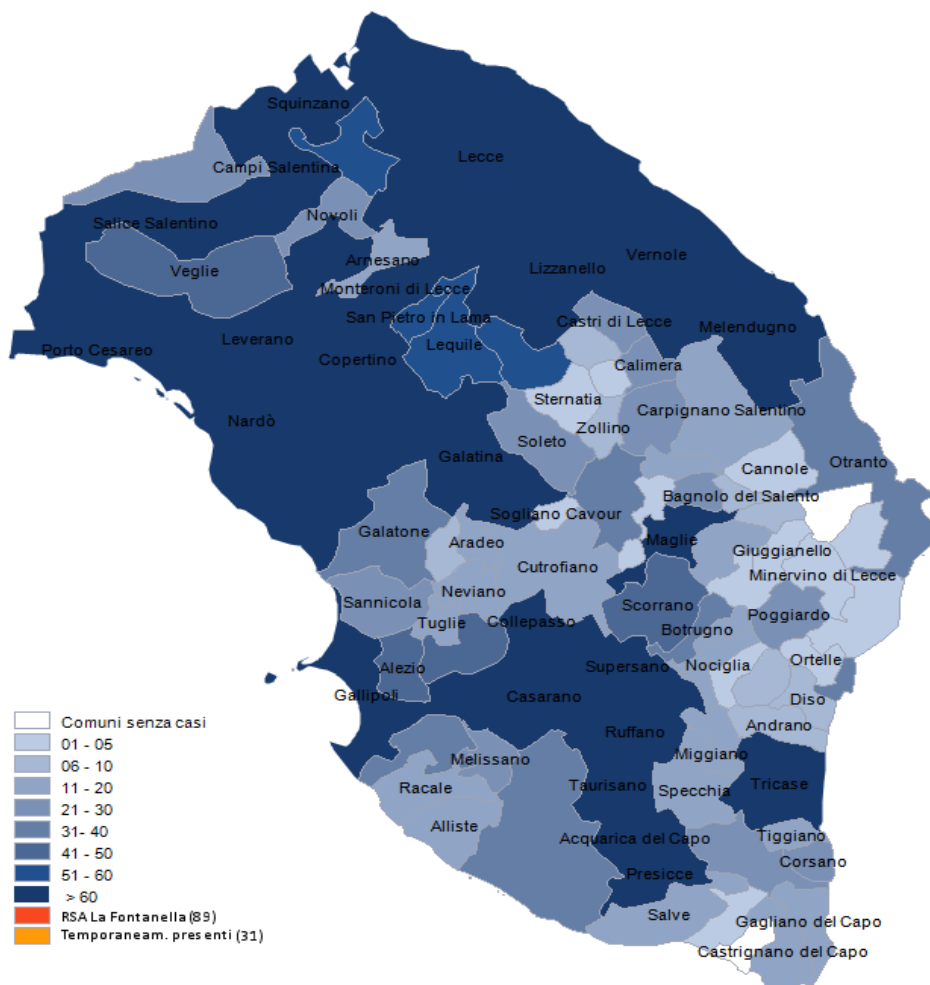 Squinzano
Lecce
Campi Salentina
Novoli
Salice Salentino
Vernole
Arnesano
Lizzanello
Veglie
Monteroni di Lecce
San Pietro in Lama
Castri di Lecce
Melendugno
Leverano
Lequile
Porto Cesareo
Copertino
Calimera
Sternatia
Carpignano Salentino
Nardò
Zollino
Soleto
Galatina
Cannole
Otranto
Bagnolo del Salento
Sogliano Cavour
Galatone
Aradeo
Maglie
Giuggianello
Cutrofiano
Minervino di Lecce
Neviano
Sannicola
Scorrano
Poggiardo
Tuglie
Collepasso
Botrugno
Ortelle
Alezio
Supersano
Nociglia
Gallipoli
Casarano
Diso
Andrano
Ruffano
Miggiano
Melissano
Taurisano
Tricase
Racale
Specchia
Alliste
Tiggiano
Acquarica del Capo
Corsano
Presicce
Salve
Gagliano del Capo
Castrignano del Capo
Comuni senza casi
01 - 05
06 - 10
11 - 20
21 - 30
31- 40
41 - 50
51 - 60
> 60
RSA La Fontanella (89)
Temporaneam. presenti (31)